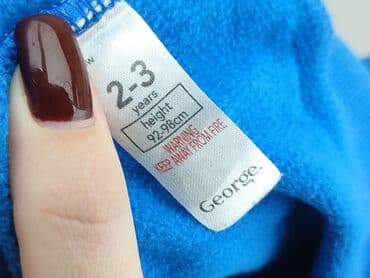 2-3
years
height
92-98cm
WARNING
KEEP AWAY FROM FIRE
George.